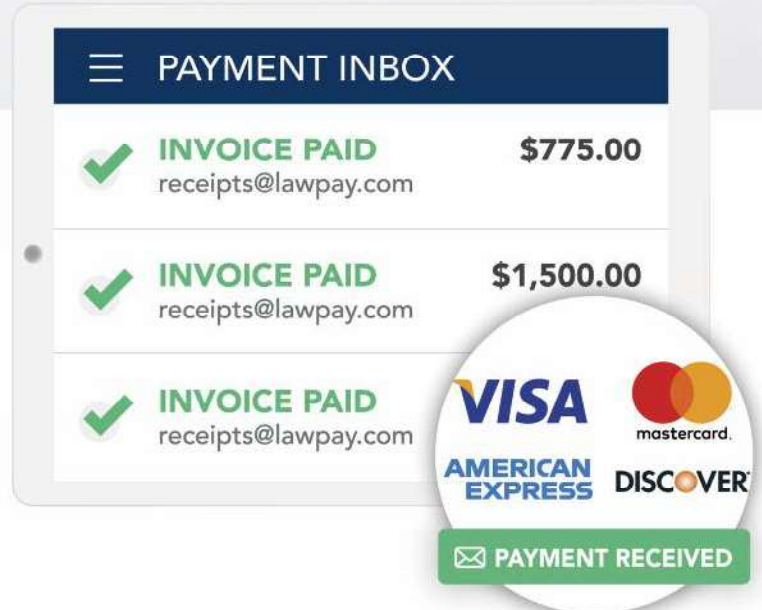 PAYMENT INBOX
INVOICE PAID $775.00
receipts@lawpay.com
INVOICE PAID $1,500.00
receipts@lawpay.com
INVOICE PAID
receipts@lawpay.com
VISA
mastercard.
AMERICAN
EXPRESS
DISCOVER
PAYMENT RECEIVED